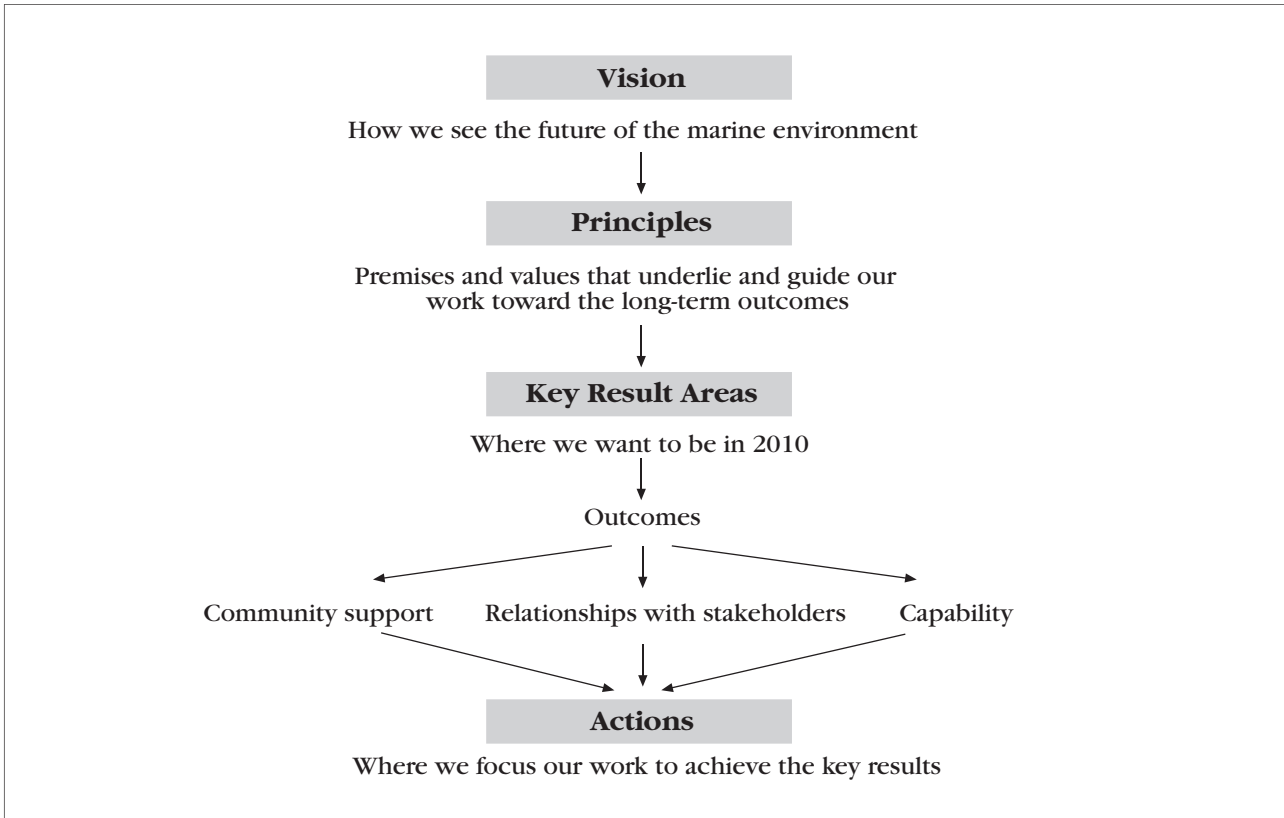 Vision
How we see the future of the marine environment
Principles
Premises and values that underlie and guide our
work toward the long-term outcomes
Key Result Areas
Where we want to be in 2010
Outcomes
Community support
Relationships with stakeholders
Capability
Actions
Where we focus our work to achieve the key results